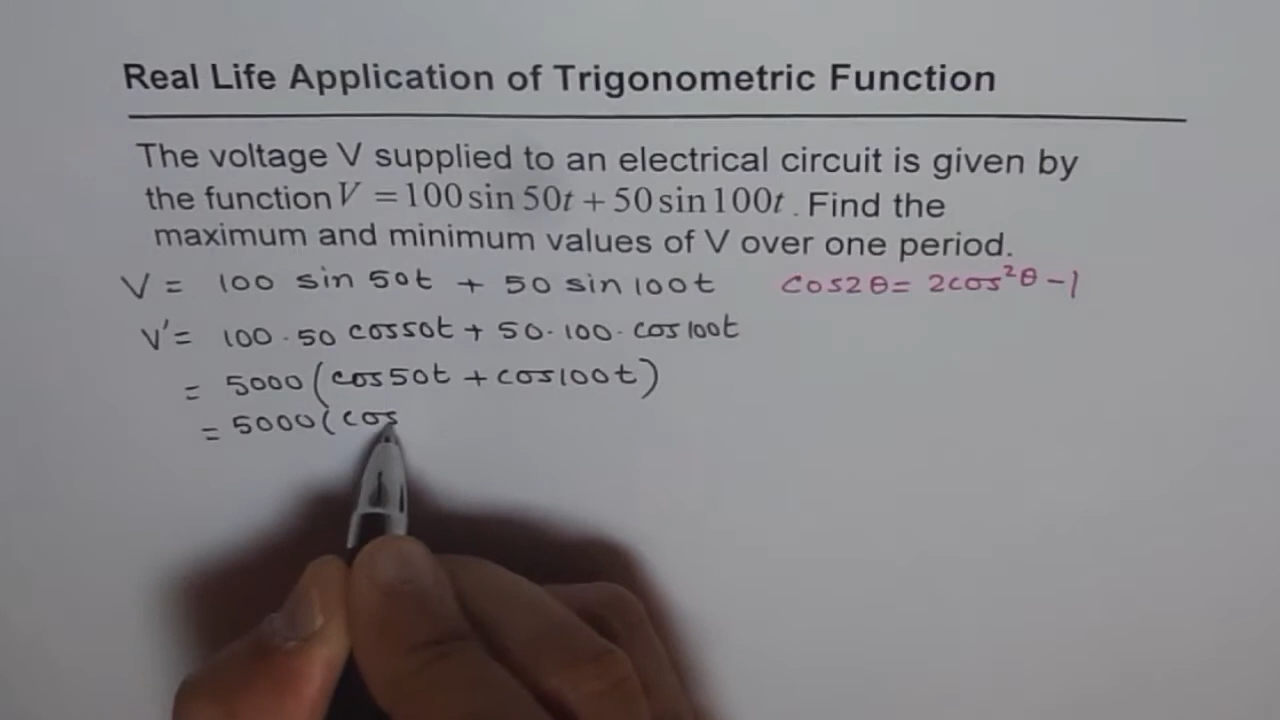 Real Life Application of Trigonometric Function
The voltage V supplied to an electrical circuit is given by
the function V = 100 sin 50t + 50 sin 100t . Find the
maximum and minimum values of V over one period.
V = 100 sin 50t + 50 sin 100t cos2θ = 2cos²θ - 1
V' = 100 · 50 cos50t + 50 · 100 · cos100t
= 5000 (cos50t + cos100t)
= 5000 (cos